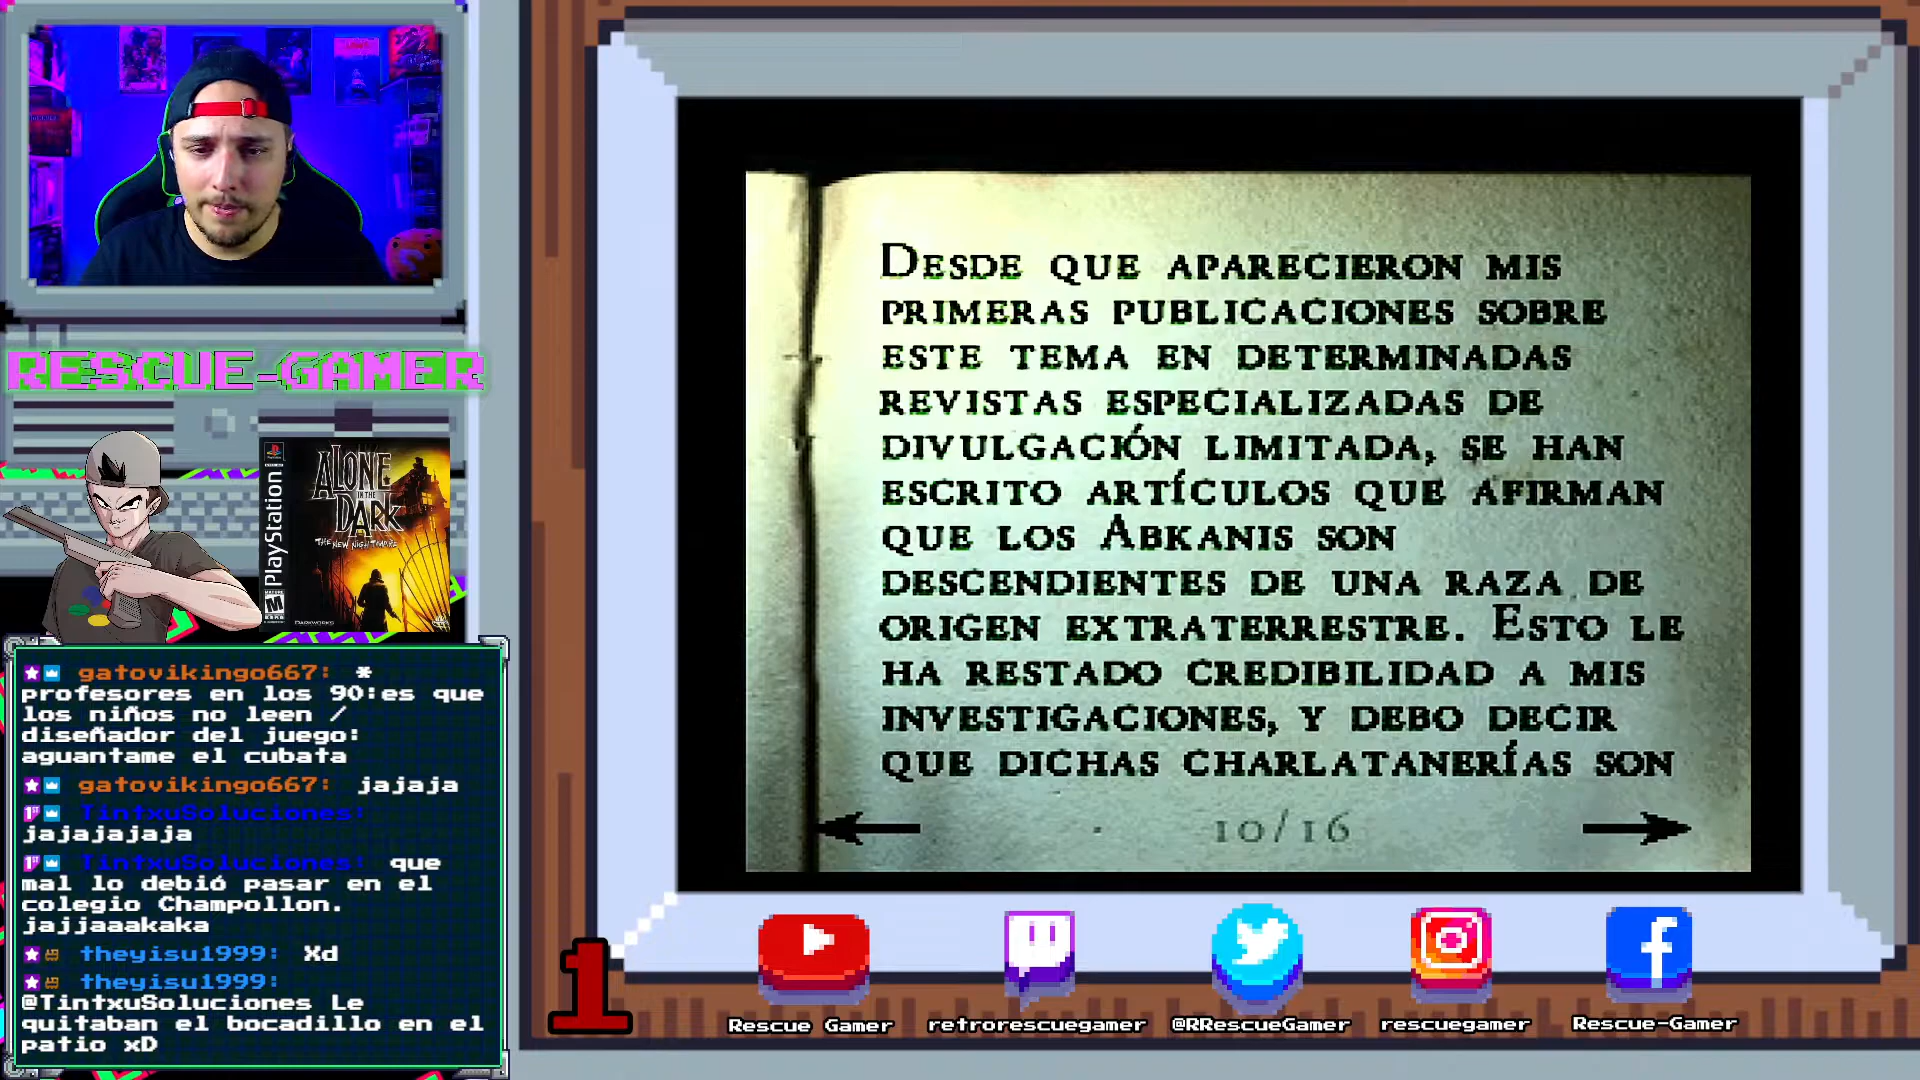 RESCUE-GAMER
PlayStation
ALONE
IN THE
DARK
THE NEW NIGHTMARE
MATURE
M
DARKWORKS
gatovikingo667: *
profesores en los 90:es que
los niños no leen /
diseñador del juego:
aguantame el cubata
gatovikingo667: jajaja
TintxuSoluciones:
jajajajaja
TintxuSoluciones: que
mal lo debió pasar en el
colegio Champollon.
jajjaaakaka
theyisu1999: Xd
theyisu1999:
@TintxuSoluciones Le
quitaban el bocadillo en el
patio xD
DESDE QUE APARECIERON MIS
PRIMERAS PUBLICACIONES SOBRE
ESTE TEMA EN DETERMINADAS
REVISTAS ESPECIALIZADAS DE
DIVULGACIÓN LIMITADA, SE HAN
ESCRITO ARTÍCULOS QUE AFIRMAN
QUE LOS ABKANIS SON
DESCENDIENTES DE UNA RAZA DE
ORIGEN EXTRATERRESTRE. ESTO LE
HA RESTADO CREDIBILIDAD A MIS
INVESTIGACIONES, Y DEBO DECIR
QUE DICHAS CHARLATANERÍAS SON
10/16
1
Rescue Gamer
retrorescuegamer
@RRescueGamer
rescuegamer
Rescue-Gamer